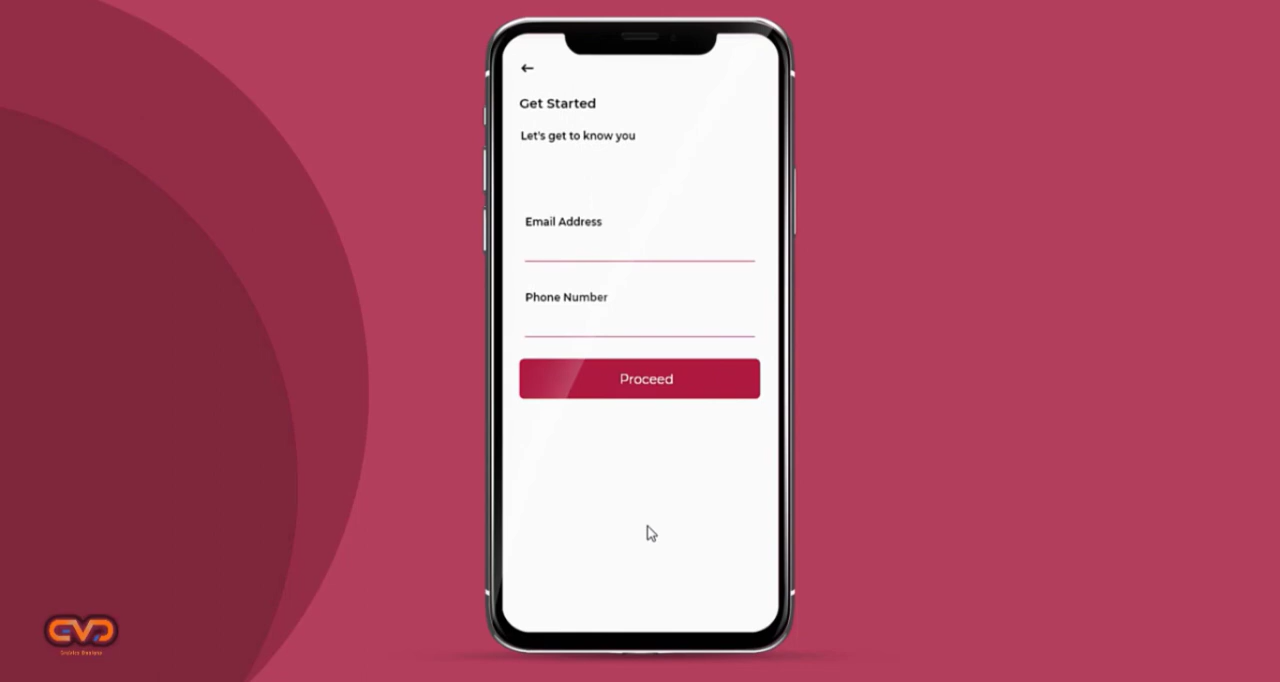 Get Started
Let's get to know you
Email Address
Phone Number
Proceed